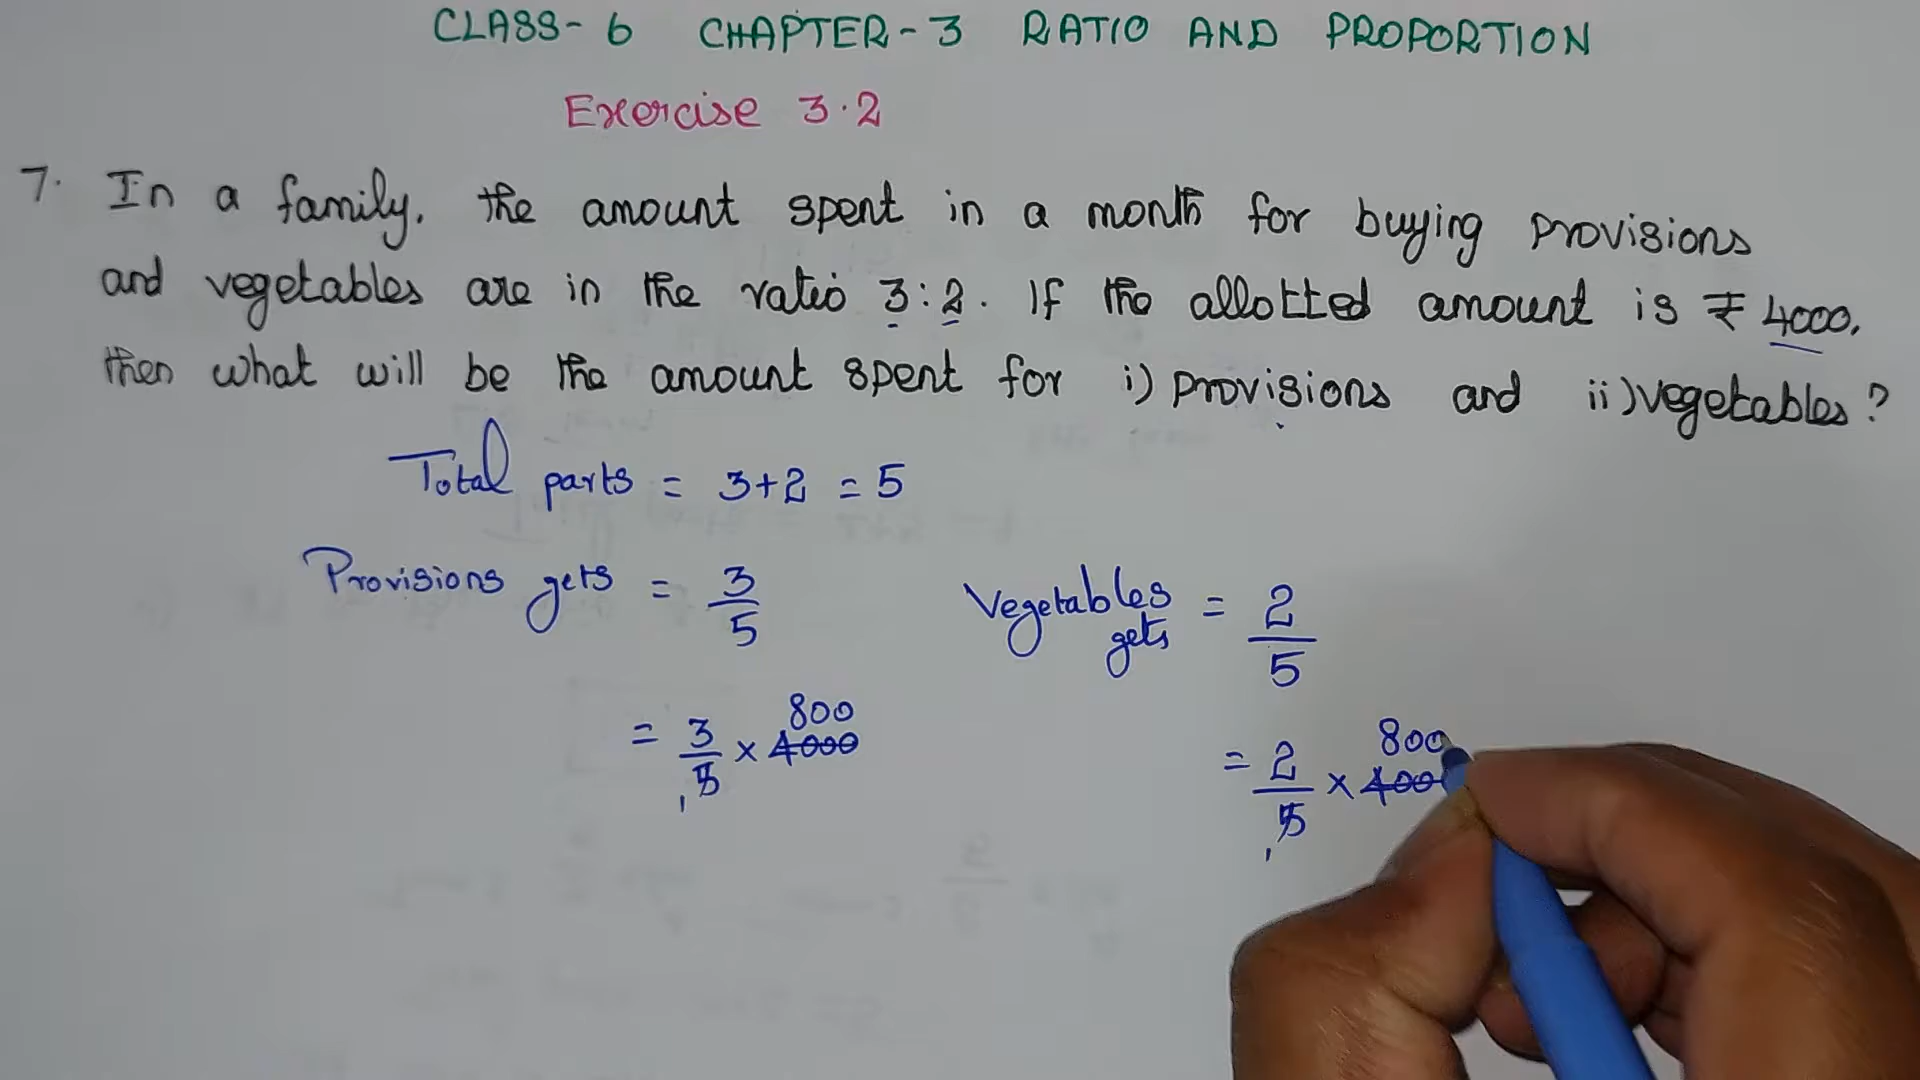 CLASS-6 CHAPTER-3 RATIO AND PROPORTION
Exercise 3.2
7. In a family, the amount spent in a month for buying provisions
and vegetables are in the ratio 3:2. If the allotted amount is ₹ 4000,
then what will be the amount spent for i) provisions and ii) vegetables?
Total parts = 3+2 = 5
Provisions gets = 3/5
= 3/5 × 4000
800
1
Vegetables gets = 2/5
= 2/5 × 400
800
1